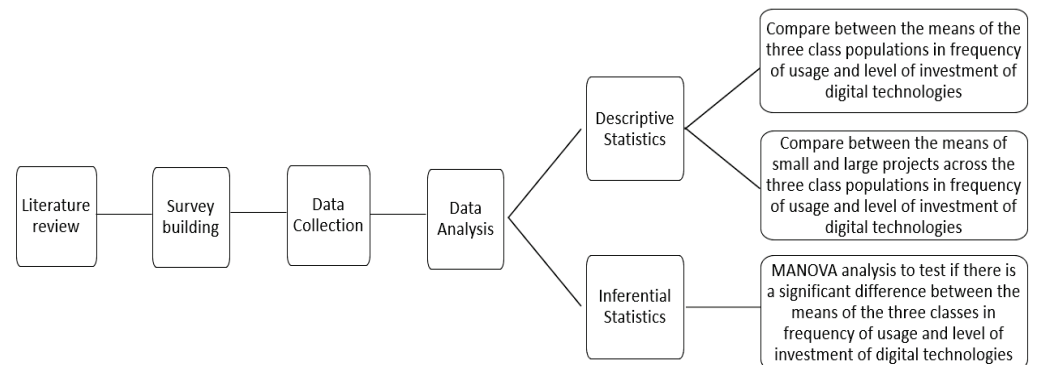 Literature
review
Survey
building
Data
Collection
Data
Analysis
Descriptive
Statistics
Compare between the means of the
three class populations in frequency
of usage and level of investment of
digital technologies
Compare between the means of
small and large projects across the
three class populations in frequency
of usage and level of investment of
digital technologies
Inferential
Statistics
MANOVA analysis to test if there is
a significant difference between the
means of the three classes in
frequency of usage and level of
investment of digital technologies